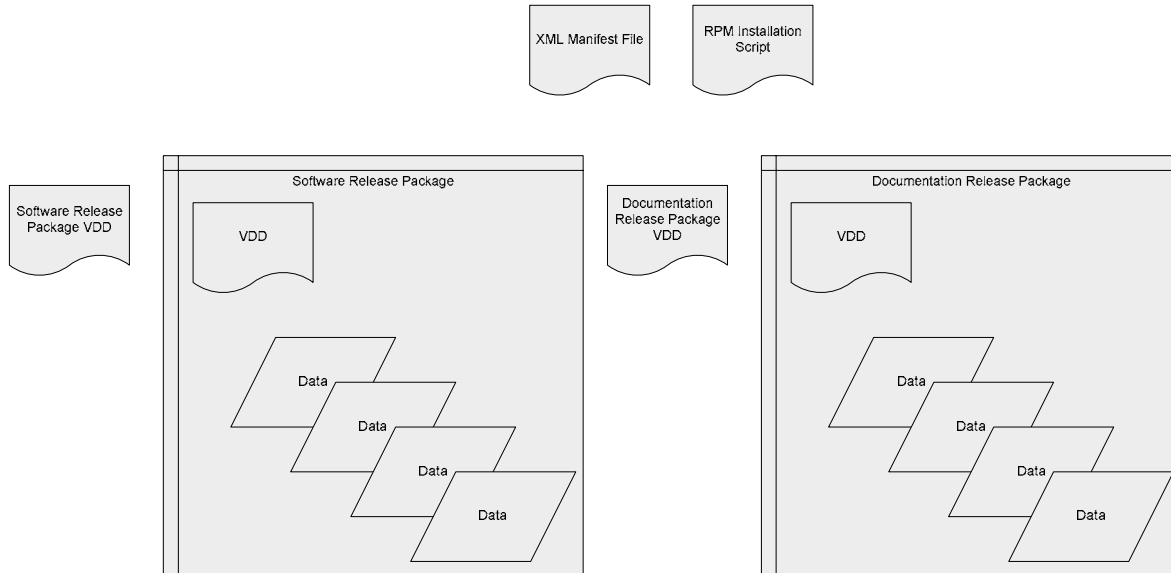 XML Manifest File
RPM Installation
Script
Software Release
Package VDD
Software Release Package
VDD
Data
Data
Data
Data
Documentation
Release Package
VDD
Documentation Release Package
VDD
Data
Data
Data
Data